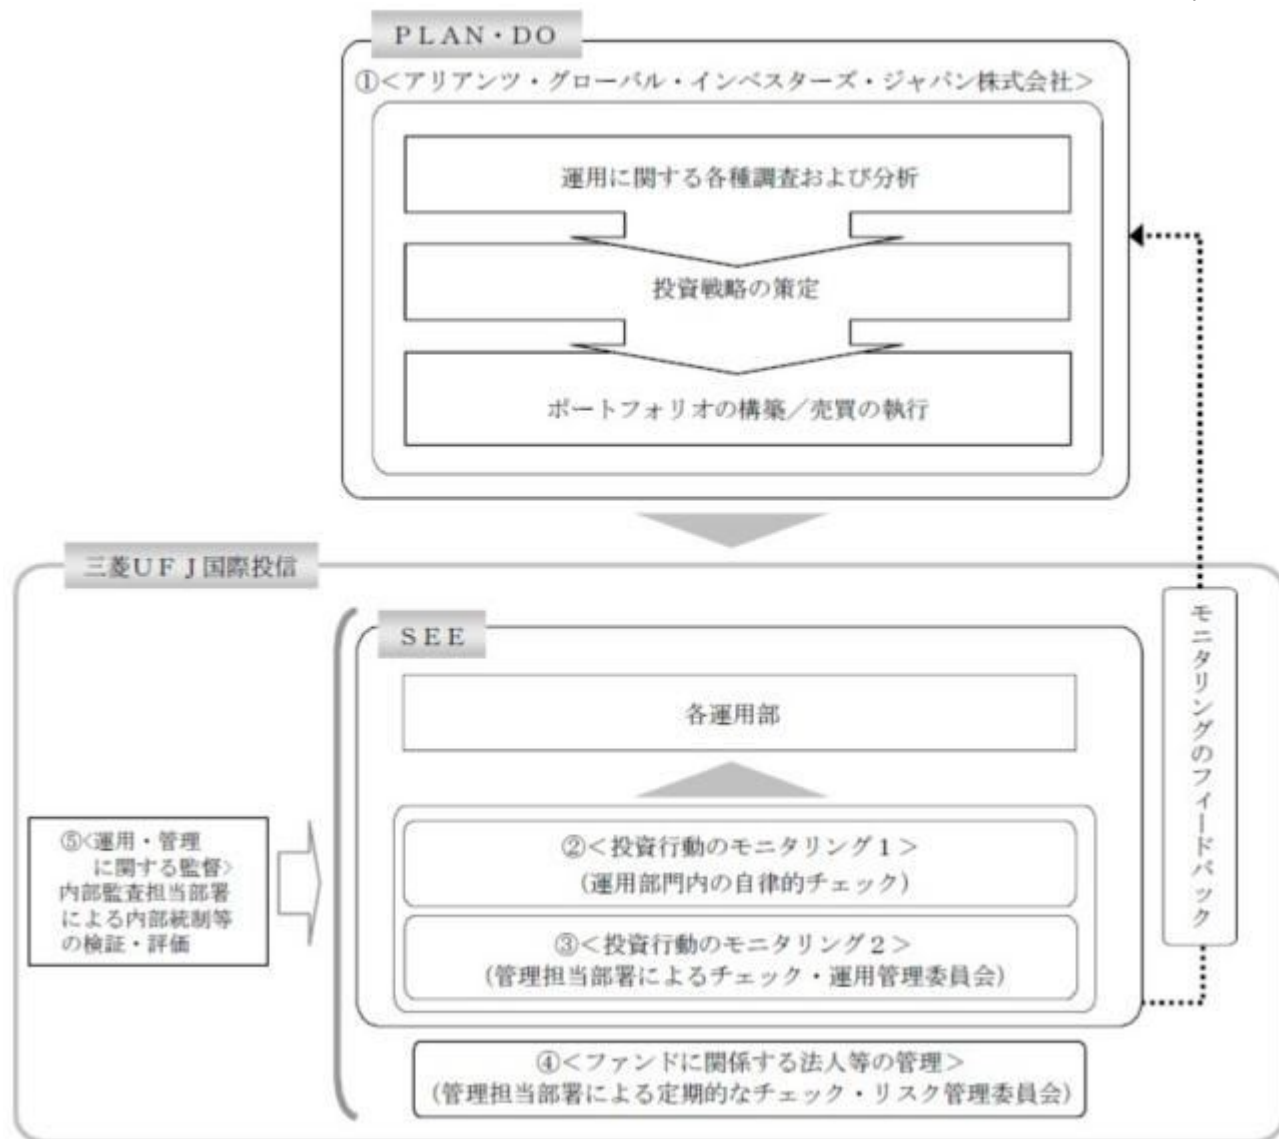 PLAN・DO
①＜アリアンツ・グローバル・インベスターズ・ジャパン株式会社＞
運用に関する各種調査および分析
投資戦略の策定
ポートフォリオの構築／売買の執行
三菱UFJ国際投信
SEE
各運用部
②＜投資行動のモニタリング1＞
(運用部門内の自律的チェック)
③＜投資行動のモニタリング2＞
(管理担当部署によるチェック・運用管理委員会)
④＜ファンドに関係する法人等の管理＞
(管理担当部署による定期的なチェック・リスク管理委員会)
⑤＜運用・管理
に関する監督＞
内部監査担当部署
による内部統制等
の検証・評価
モニタリングのフィードバック